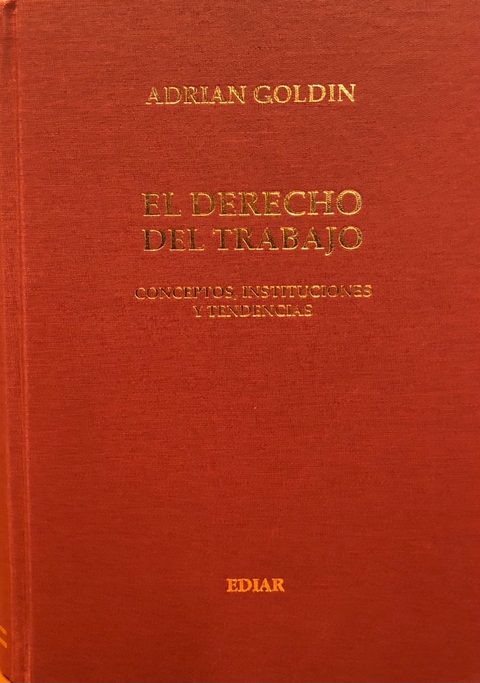 ADRIAN GOLDIN
EL DERECHO
DEL TRABAJO
CONCEPTOS, INSTITUCIONES
Y TENDENCIAS
EDIAR